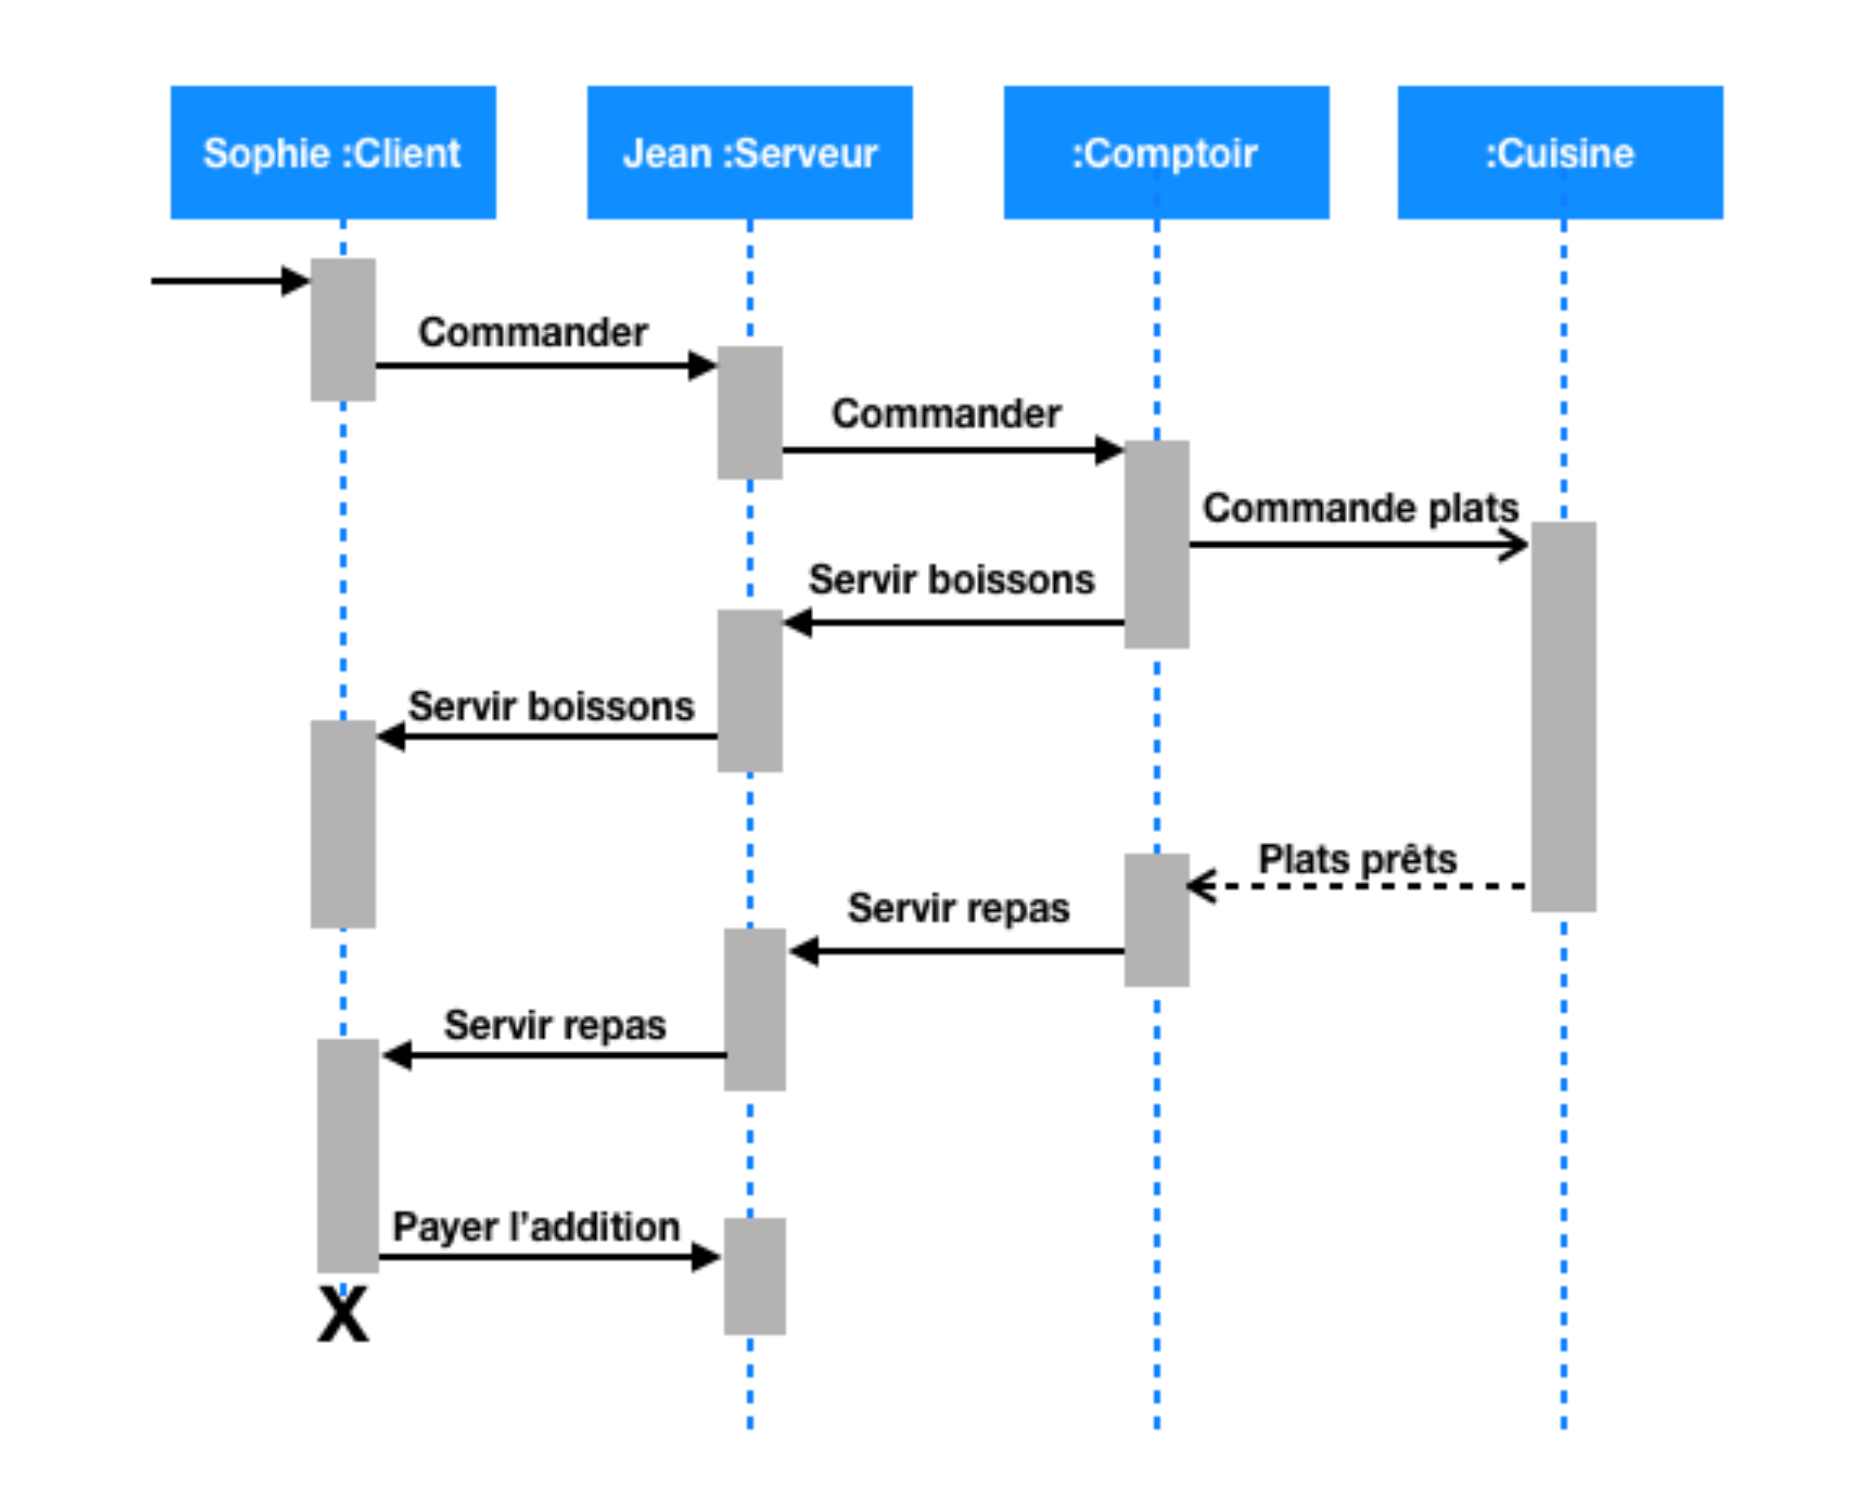 Sophie :Client
Jean :Serveur
:Comptoir
:Cuisine
Commander
Commander
Commande plats
Servir boissons
Servir boissons
Plats prêts
Servir repas
Servir repas
Payer l'addition
X